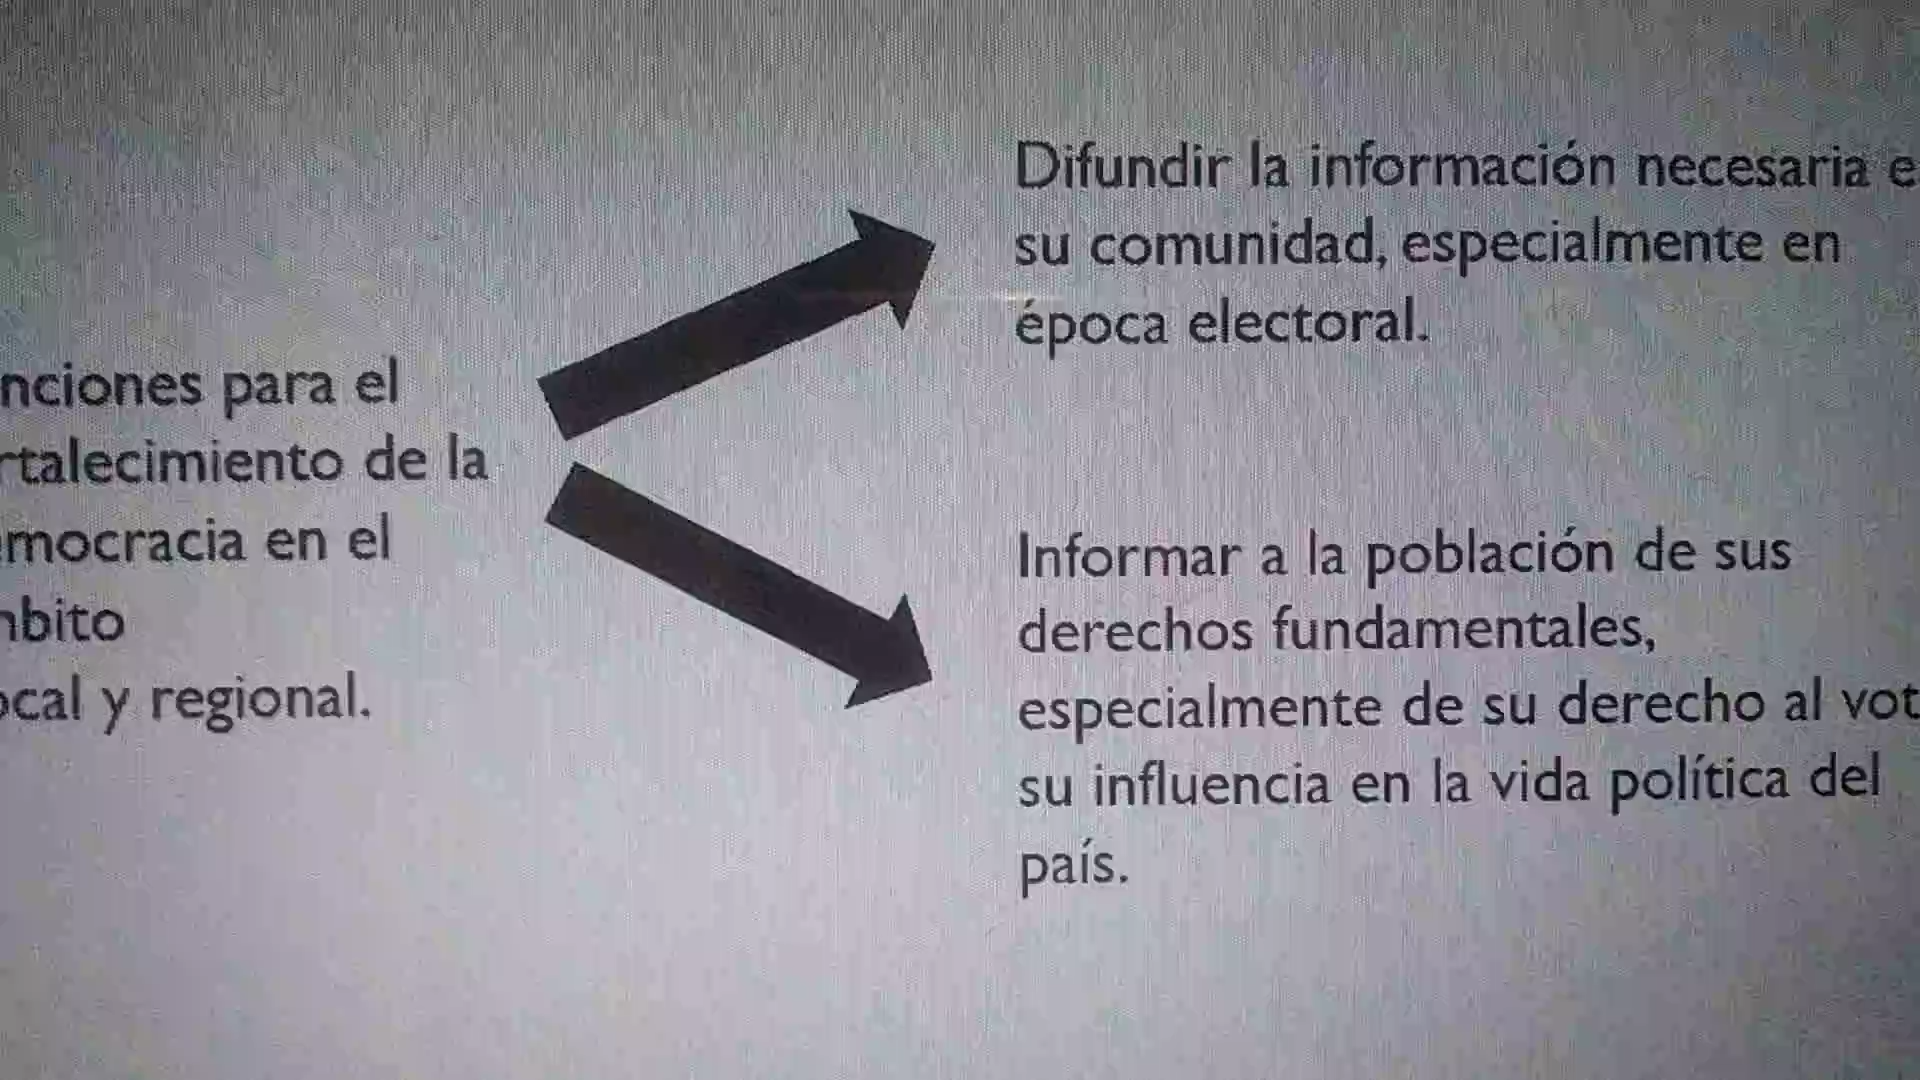 nciones para el
rtalecimiento de la
mocracia en el
bito
cal y regional.
Difundir la información necesaria e
su comunidad, especialmente en
época electoral.
Informar a la población de sus
derechos fundamentales,
especialmente de su derecho al vot
su influencia en la vida política del
país.